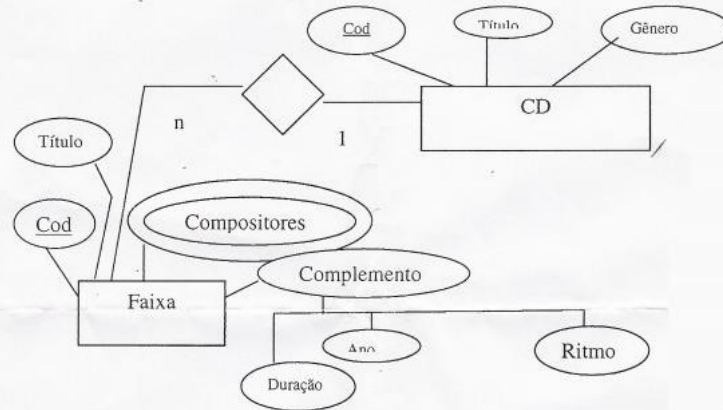 Cod
Título
Gênero
CD
n
1
Título
Cod
Compositores
Complemento
Faixa
Ano
Ritmo
Duração